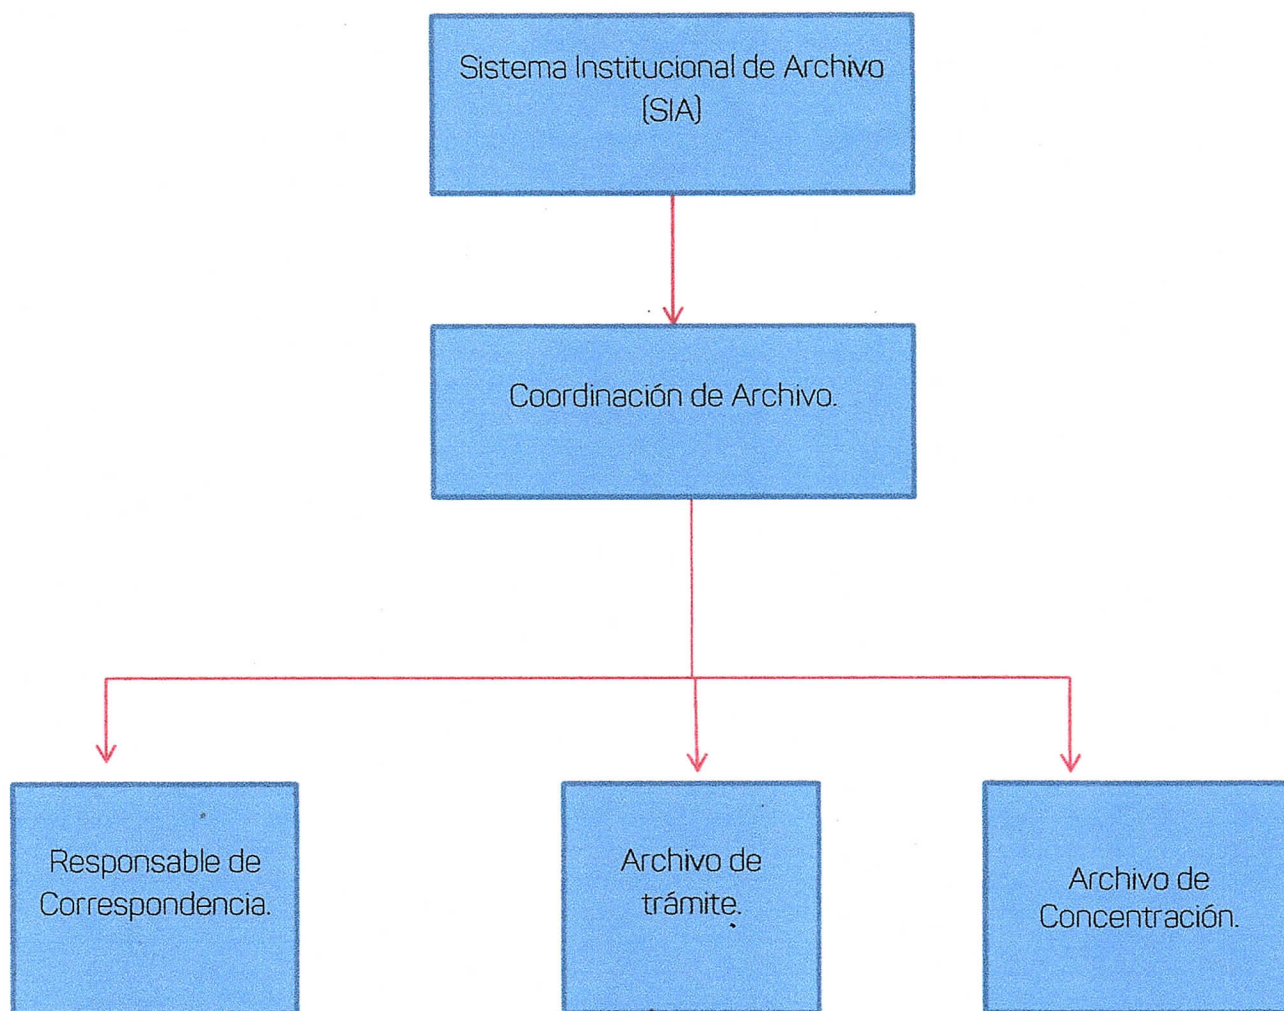 Sistema Institucional de Archivo
(SIA)
Coordinación de Archivo.
Responsable de
Correspondencia.
Archivo de
trámite.
Archivo de
Concentración.